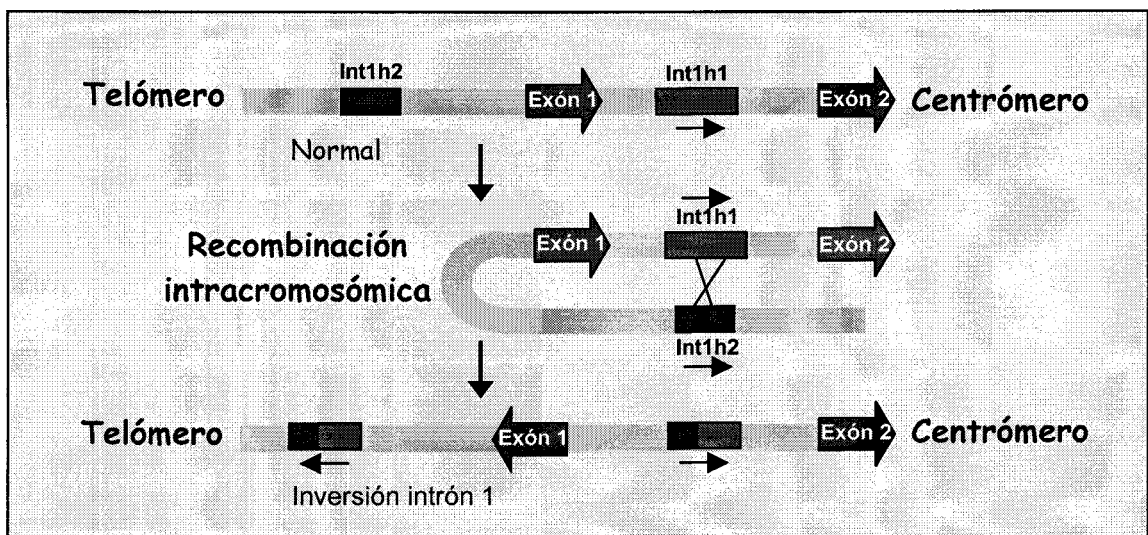 Int1h2
Int1h1
Telómero
Exón 1
Exón 2
Centrómero
Normal
Int1h1
Exón 1
Exón 2
Recombinación
intracromosómica
Int1h2
Telómero
Exón 1
Exón 2
Centrómero
Inversión intrón 1